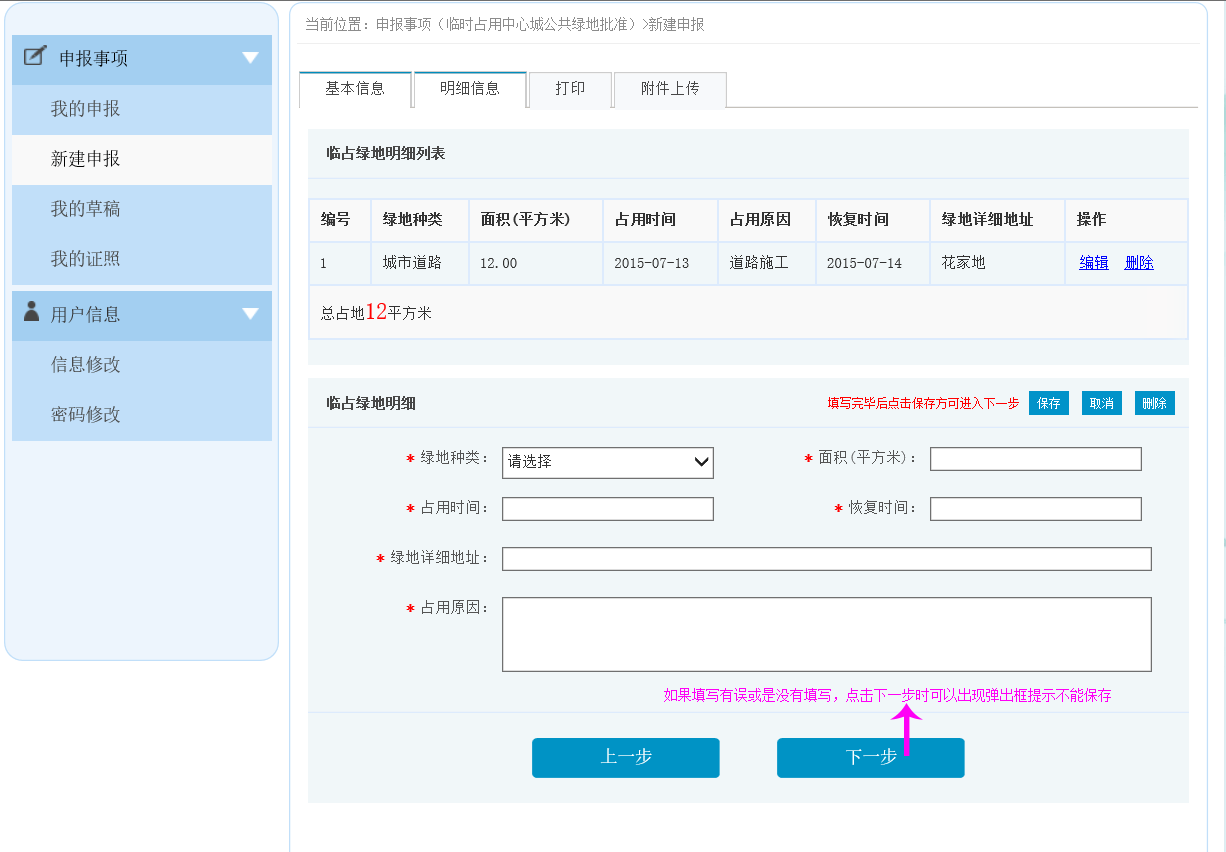 申报事项
我的申报
新建申报
我的草稿
我的证照
用户信息
信息修改
密码修改
当前位置：申报事项（临时占用中心城公共绿地批准）>新建申报
基本信息 明细信息 打印 附件上传
临占绿地明细列表
编号 绿地种类 面积(平方米) 占用时间 占用原因 恢复时间 绿地详细地址 操作
1 城市道路 12.00 2015-07-13 道路施工 2015-07-14 花家地 编辑 删除
总占地12平方米
临占绿地明细 填写完毕后点击保存方可进入下一步 保存 取消 删除
* 绿地种类： 请选择 * 面积(平方米)：
* 占用时间： * 恢复时间：
* 绿地详细地址：
* 占用原因：
如果填写有误或是没有填写，点击下一步时可以出现弹出框提示不能保存
上一步 下一步